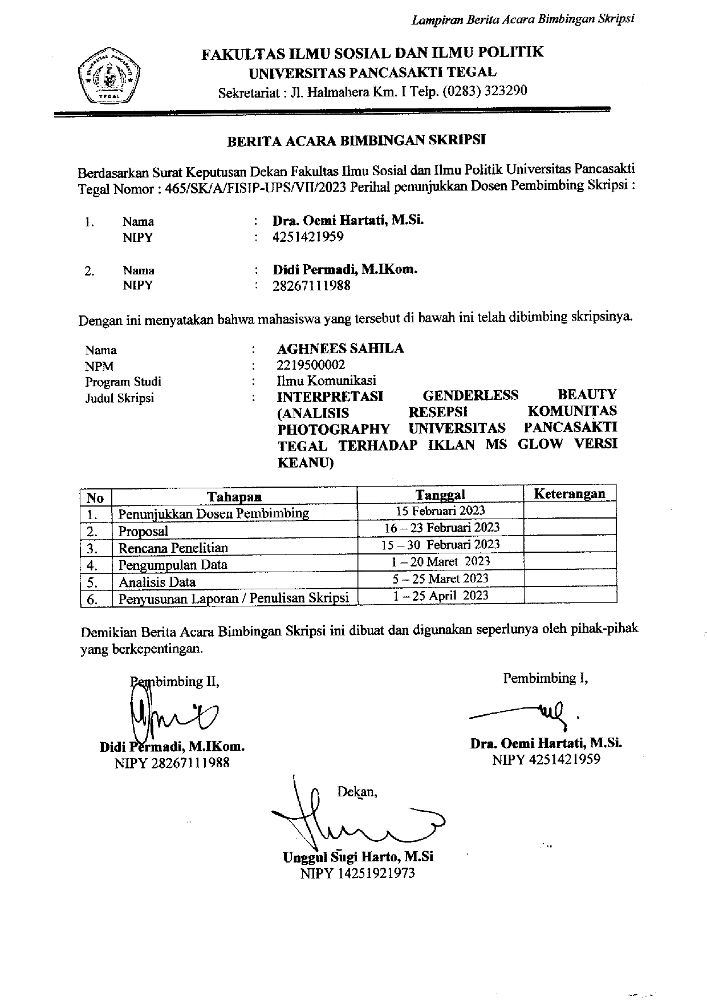 Lampiran Berita Acara Bimbingan Skripsi
FAKULTAS ILMU SOSIAL DAN ILMU POLITIK
UNIVERSITAS PANCASAKTI TEGAL
Sekretariat : Jl. Halmahera Km. I Telp. (0283) 323290
UNIVERSITAS PANCASAKTI
TEGAL
BERITA ACARA BIMBINGAN SKRIPSI
Berdasarkan Surat Keputusan Dekan Fakultas Ilmu Sosial dan Ilmu Politik Universitas Pancasakti
Tegal Nomor : 465/SK/A/FISIP-UPS/VII/2023 Perihal penunjukkan Dosen Pembimbing Skripsi :
1. Nama : Dra. Oemi Hartati, M.Si.
NIPY : 4251421959
2. Nama : Didi Permadi, M.IKom.
NIPY : 28267111988
Dengan ini menyatakan bahwa mahasiswa yang tersebut di bawah ini telah dibimbing skripsinya.
Nama : AGHNEES SAHILA
NPM : 2219500002
Program Studi : Ilmu Komunikasi
Judul Skripsi : INTERPRETASI GENDERLESS BEAUTY
(ANALISIS RESEPSI KOMUNITAS
PHOTOGRAPHY UNIVERSITAS PANCASAKTI
TEGAL TERHADAP IKLAN MS GLOW VERSI
KEANU)
No Tahapan Tanggal Keterangan
1. Penunjukkan Dosen Pembimbing 15 Februari 2023
2. Proposal 16 – 23 Februari 2023
3. Rencana Penelitian 15 – 30 Februari 2023
4. Pengumpulan Data 1 – 20 Maret 2023
5. Analisis Data 5 – 25 Maret 2023
6. Penyusunan Laporan / Penulisan Skripsi 1 – 25 April 2023
Demikian Berita Acara Bimbingan Skripsi ini dibuat dan digunakan seperlunya oleh pihak-pihak
yang berkepentingan.
Pembimbing II, Pembimbing I,
Didi Permadi, M.IKom. Dra. Oemi Hartati, M.Si.
NIPY 28267111988 NIPY 4251421959
Dekan,
Unggul Sugi Harto, M.Si
NIPY 14251921973